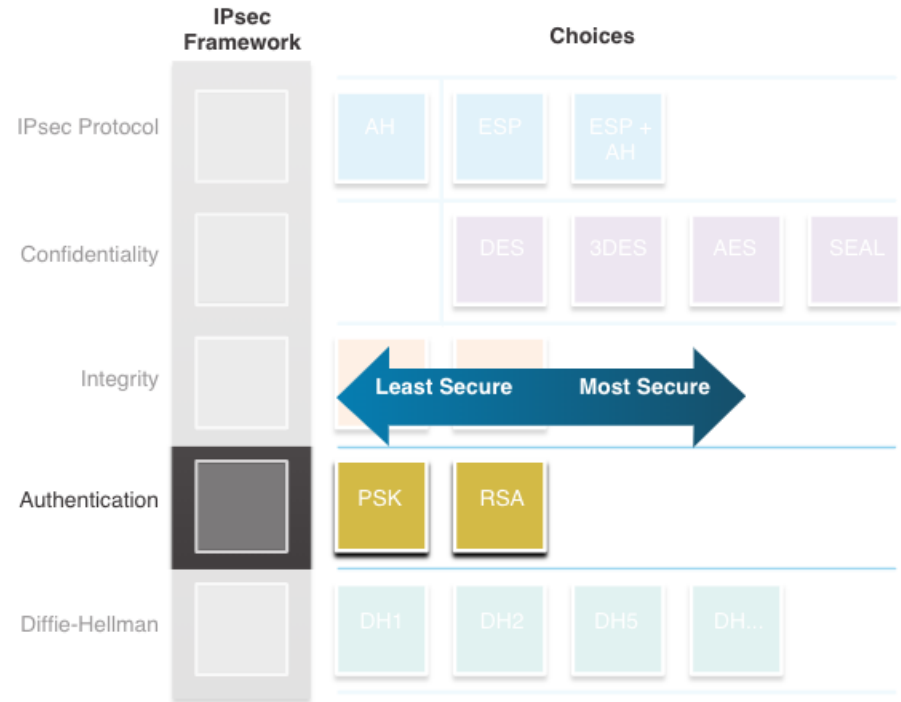 IPsec
Framework
Choices
IPsec Protocol
AH
ESP
ESP +
AH
Confidentiality
DES
3DES
AES
SEAL
Integrity
Least Secure
Most Secure
Authentication
PSK
RSA
Diffie-Hellman
DH1
DH2
DH5
DH...